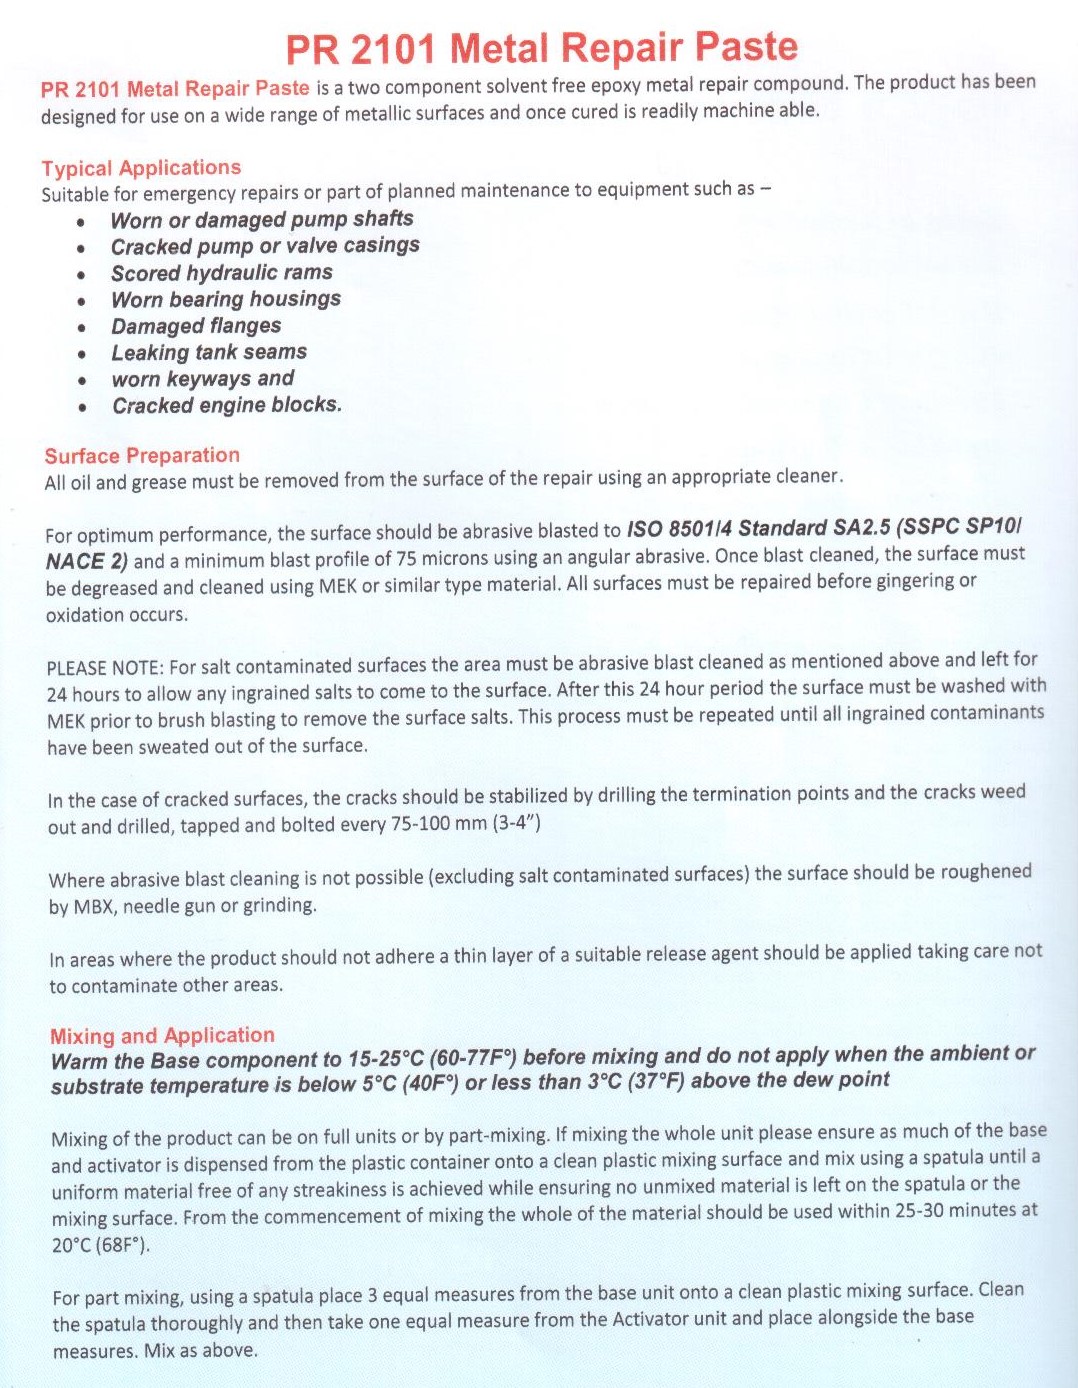 PR 2101 Metal Repair Paste
PR 2101 Metal Repair Paste is a two component solvent free epoxy metal repair compound. The product has been
designed for use on a wide range of metallic surfaces and once cured is readily machine able.
Typical Applications
Suitable for emergency repairs or part of planned maintenance to equipment such as –
• Worn or damaged pump shafts
• Cracked pump or valve casings
• Scored hydraulic rams
• Worn bearing housings
• Damaged flanges
• Leaking tank seams
• worn keyways and
• Cracked engine blocks.
Surface Preparation
All oil and grease must be removed from the surface of the repair using an appropriate cleaner.
For optimum performance, the surface should be abrasive blasted to ISO 8501/4 Standard SA2.5 (SSPC SP10/
NACE 2) and a minimum blast profile of 75 microns using an angular abrasive. Once blast cleaned, the surface must
be degreased and cleaned using MEK or similar type material. All surfaces must be repaired before gingering or
oxidation occurs.
PLEASE NOTE: For salt contaminated surfaces the area must be abrasive blast cleaned as mentioned above and left for
24 hours to allow any ingrained salts to come to the surface. After this 24 hour period the surface must be washed with
MEK prior to brush blasting to remove the surface salts. This process must be repeated until all ingrained contaminants
have been sweated out of the surface.
In the case of cracked surfaces, the cracks should be stabilized by drilling the termination points and the cracks weed
out and drilled, tapped and bolted every 75-100 mm (3-4")
Where abrasive blast cleaning is not possible (excluding salt contaminated surfaces) the surface should be roughened
by MBX, needle gun or grinding.
In areas where the product should not adhere a thin layer of a suitable release agent should be applied taking care not
to contaminate other areas.
Mixing and Application
Warm the Base component to 15-25°C (60-77F°) before mixing and do not apply when the ambient or
substrate temperature is below 5°C (40F°) or less than 3°C (37°F) above the dew point
Mixing of the product can be on full units or by part-mixing. If mixing the whole unit please ensure as much of the base
and activator is dispensed from the plastic container onto a clean plastic mixing surface and mix using a spatula until a
uniform material free of any streakiness is achieved while ensuring no unmixed material is left on the spatula or the
mixing surface. From the commencement of mixing the whole of the material should be used within 25-30 minutes at
20°C (68F°).
For part mixing, using a spatula place 3 equal measures from the base unit onto a clean plastic mixing surface. Clean
the spatula thoroughly and then take one equal measure from the Activator unit and place alongside the base
measures. Mix as above.